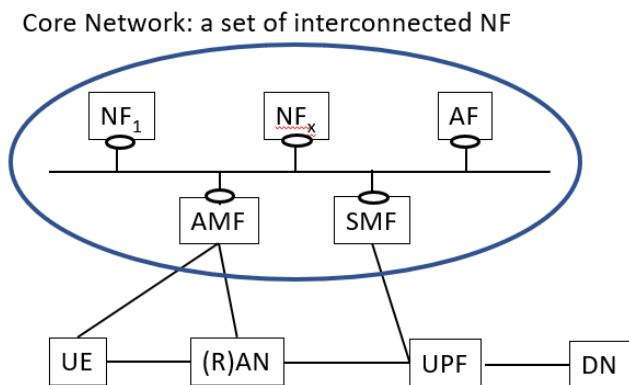 Core Network: a set of interconnected NF
NF1 NFx AF
AMF SMF
UE (R)AN UPF DN